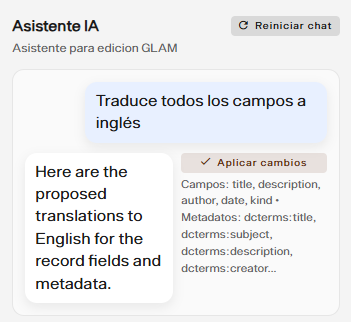 Asistente IA
Reiniciar chat
Asistente para edicion GLAM
Traduce todos los campos a
inglés
Here are the
proposed
translations to
English for the
record fields and
metadata.
Aplicar cambios
Campos: title, description,
author, date, kind •
Metadatos: dcterms:title,
dcterms:subject,
dcterms:description,
dcterms:creator...